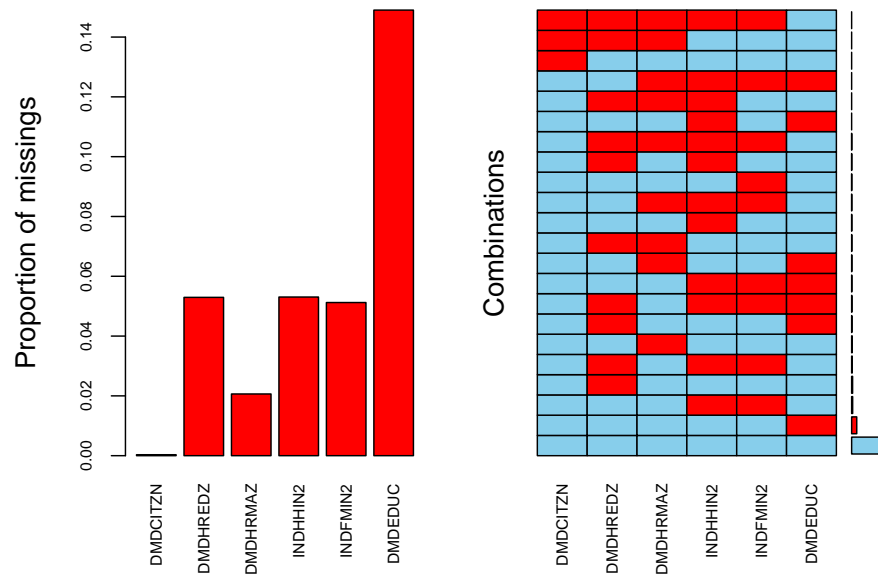 Proportion of missings
0.14
0.12
0.10
0.08
0.06
0.04
0.02
0.00
DMDCITZN
DMDHREDZ
DMDHRMAZ
INDHHIN2
INDFMIN2
DMDEDUC
Combinations
DMDCITZN
DMDHREDZ
DMDHRMAZ
INDHHIN2
INDFMIN2
DMDEDUC